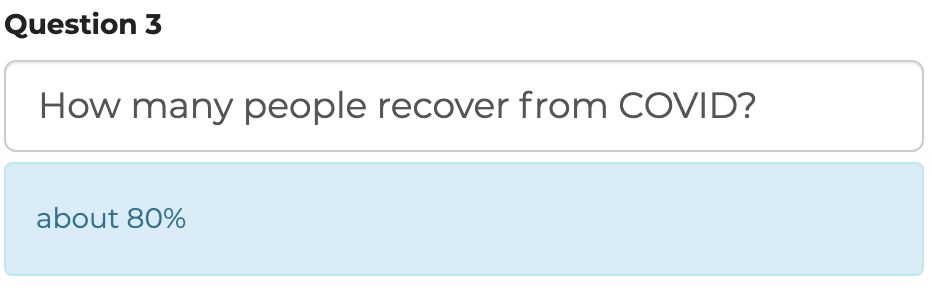 Question 3
How many people recover from COVID?
about 80%